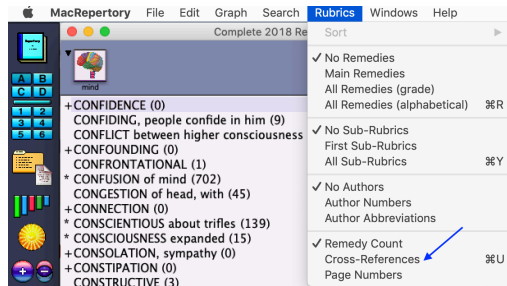 MacRepertory File Edit Graph Search Rubrics Windows Help
Complete 2018 Re
mind
A B
C D
1 2
3 4
5 6
+CONFIDENCE (0)
CONFIDING, people confide in him (9)
CONFLICT between higher consciousness
+CONFOUNDING (0)
CONFRONTATIONAL (1)
* CONFUSION of mind (702)
CONGESTION of head, with (45)
+CONNECTION (0)
* CONSCIENTIOUS about trifles (139)
* CONSCIOUSNESS expanded (15)
+CONSOLATION, sympathy (0)
+CONSTIPATION (0)
CONSTRUCTIVE (3)
Sort
✓ No Remedies
Main Remedies
All Remedies (grade)
All Remedies (alphabetical) ⌘R
✓ No Sub-Rubrics
First Sub-Rubrics
All Sub-Rubrics ⌘Y
✓ No Authors
Author Numbers
Author Abbreviations
✓ Remedy Count
Cross-References ⌘U
Page Numbers